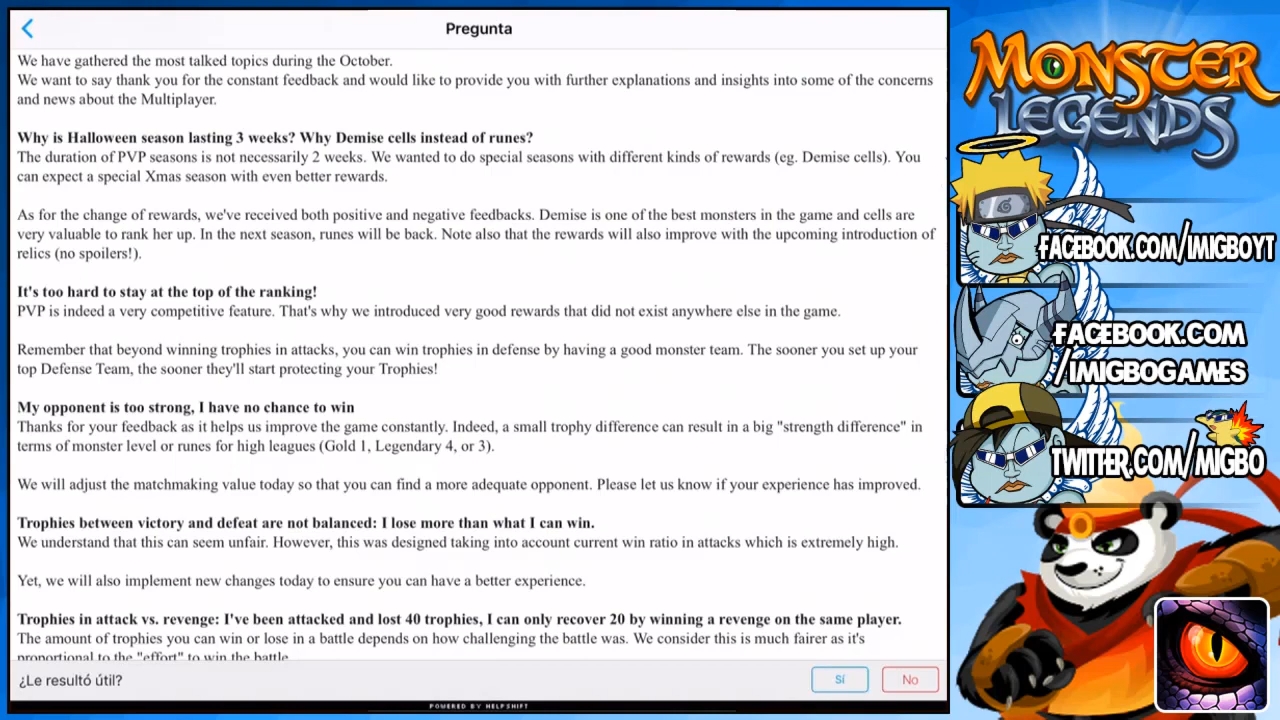 Pregunta
We have gathered the most talked topics during the October.
We want to say thank you for the constant feedback and would like to provide you with further explanations and insights into some of the concerns
and news about the Multiplayer.
Why is Halloween season lasting 3 weeks? Why Demise cells instead of runes?
The duration of PVP seasons is not necessarily 2 weeks. We wanted to do special seasons with different kinds of rewards (eg. Demise cells). You
can expect a special Xmas season with even better rewards.
As for the change of rewards, we've received both positive and negative feedbacks. Demise is one of the best monsters in the game and cells are
very valuable to rank her up. In the next season, runes will be back. Note also that the rewards will also improve with the upcoming introduction of
relics (no spoilers!).
It's too hard to stay at the top of the ranking!
PVP is indeed a very competitive feature. That's why we introduced very good rewards that did not exist anywhere else in the game.
Remember that beyond winning trophies in attacks, you can win trophies in defense by having a good monster team. The sooner you set up your
top Defense Team, the sooner they'll start protecting your Trophies!
My opponent is too strong, I have no chance to win
Thanks for your feedback as it helps us improve the game constantly. Indeed, a small trophy difference can result in a big "strength difference" in
terms of monster level or runes for high leagues (Gold 1, Legendary 4, or 3).
We will adjust the matchmaking value today so that you can find a more adequate opponent. Please let us know if your experience has improved.
Trophies between victory and defeat are not balanced: I lose more than what I can win.
We understand that this can seem unfair. However, this was designed taking into account current win ratio in attacks which is extremely high.
Yet, we will also implement new changes today to ensure you can have a better experience.
Trophies in attack vs. revenge: I've been attacked and lost 40 trophies, I can only recover 20 by winning a revenge on the same player.
The amount of trophies you can win or lose in a battle depends on how challenging the battle was. We consider this is much fairer as it's
proportional to the "effort" to win the battle
¿Le resultó útil?
Sí
No
POWERED BY HELPSHIFT
MONSTER
LEGENDS
FACEBOOK.COM/IMIGBOYT
FACEBOOK.COM
/IMIGBOGAMES
TWITTER.COM/MIGBO